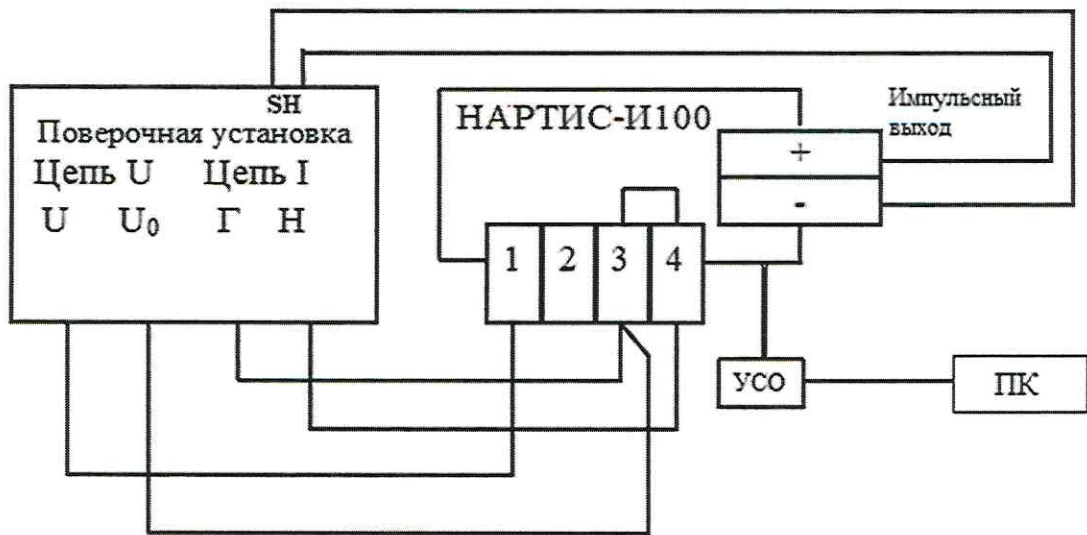 SH
Поверочная установка
Цепь U Цепь I
U U₀ Г Н
НАРТИС-И100
Импульсный
выход
+
-
1 2 3 4
УСО
ПК